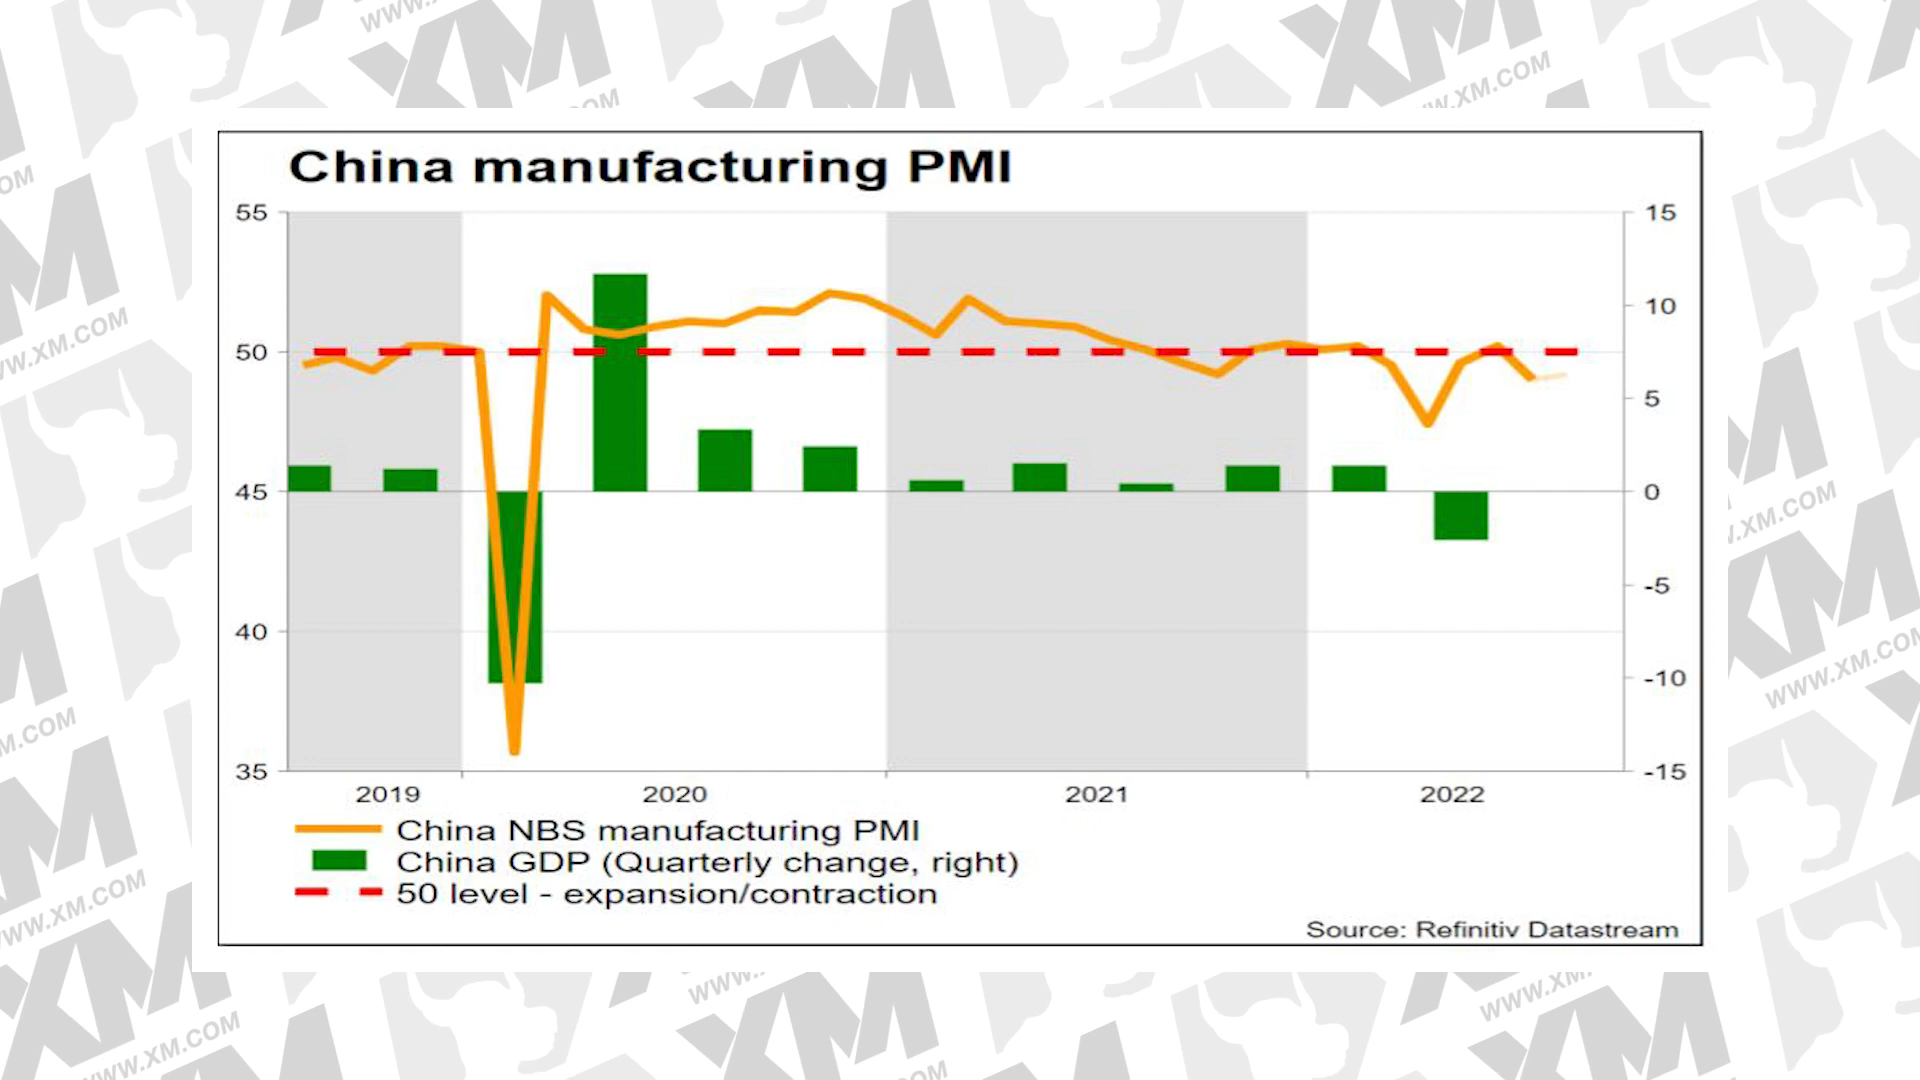 China manufacturing PMI
55 15
10
50
5
45 0
-5
40
-10
35 -15
2019 2020 2021 2022
China NBS manufacturing PMI
China GDP (Quarterly change, right)
50 level - expansion/contraction
Source: Refinitiv Datastream
WWW.XM.COM